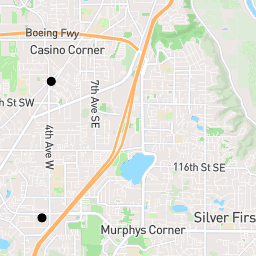 Boeing Fwy
Casino Corner
7th Ave SE
h St SW
4th Ave W
116th St SE
Silver Firs
Murphys Corner